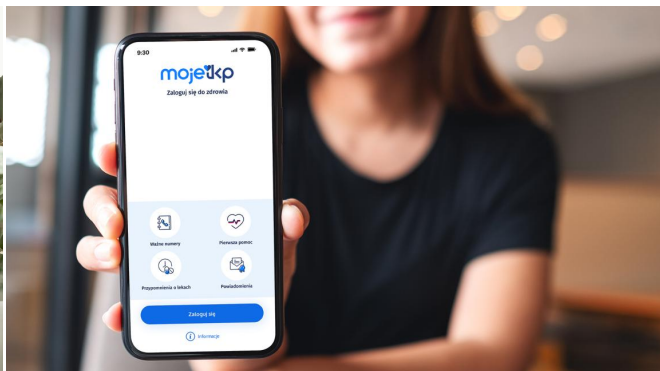 9:30
mojeikp
Zaloguj się do zdrowia
Ważne numery
Pierwsza pomoc
Przypomnienia o lekach
Powiadomienia
Zaloguj się
Informacje